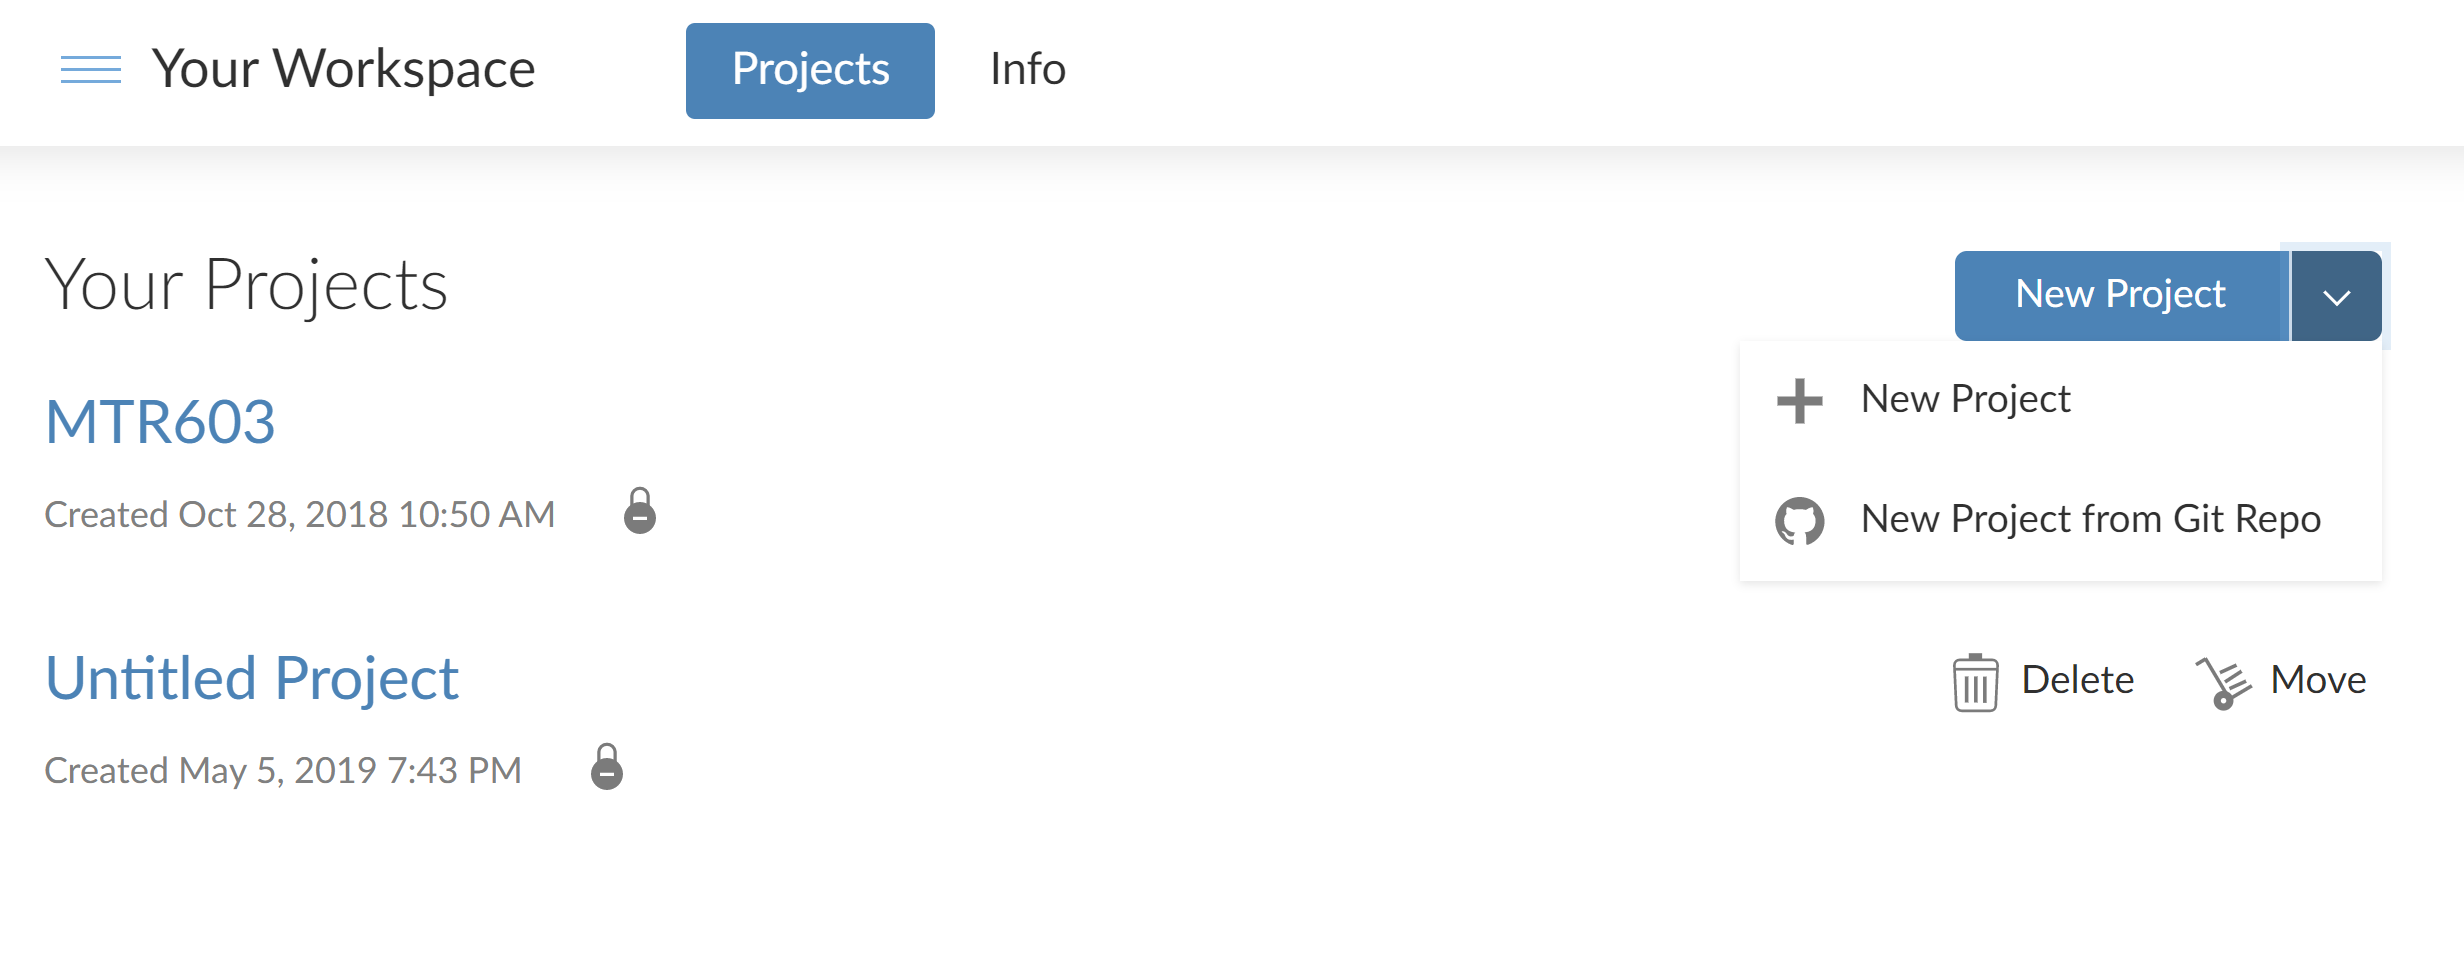 Your Workspace
Projects
Info
Your Projects
New Project
New Project
New Project from Git Repo
MTR603
Created Oct 28, 2018 10:50 AM
Untitled Project
Delete
Move
Created May 5, 2019 7:43 PM